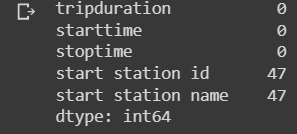 tripduration 0
starttime 0
stoptime 0
start station id 47
start station name 47
dtype: int64